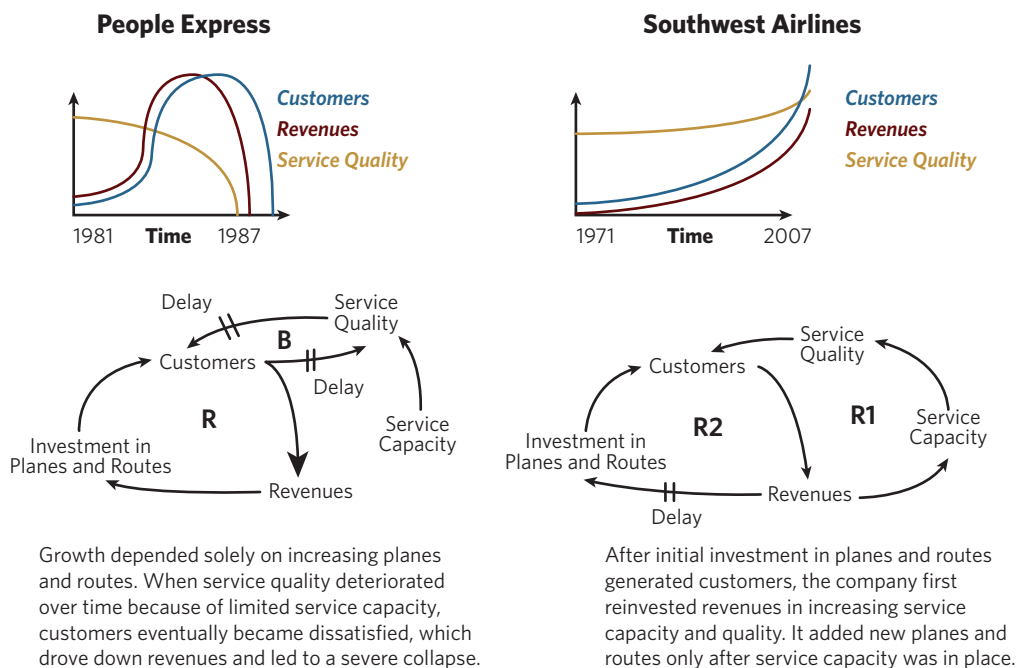 People Express
Customers
Revenues
Service Quality
1981 Time 1987
Delay
Service
Quality
B
Customers
Delay
R
Service
Capacity
Investment in
Planes and Routes
Revenues
Growth depended solely on increasing planes
and routes. When service quality deteriorated
over time because of limited service capacity,
customers eventually became dissatisfied, which
drove down revenues and led to a severe collapse.
Southwest Airlines
Customers
Revenues
Service Quality
1971 Time 2007
Service
Quality
Customers
R1
R2
Service
Capacity
Investment in
Planes and Routes
Revenues
Delay
After initial investment in planes and routes
generated customers, the company first
reinvested revenues in increasing service
capacity and quality. It added new planes and
routes only after service capacity was in place.